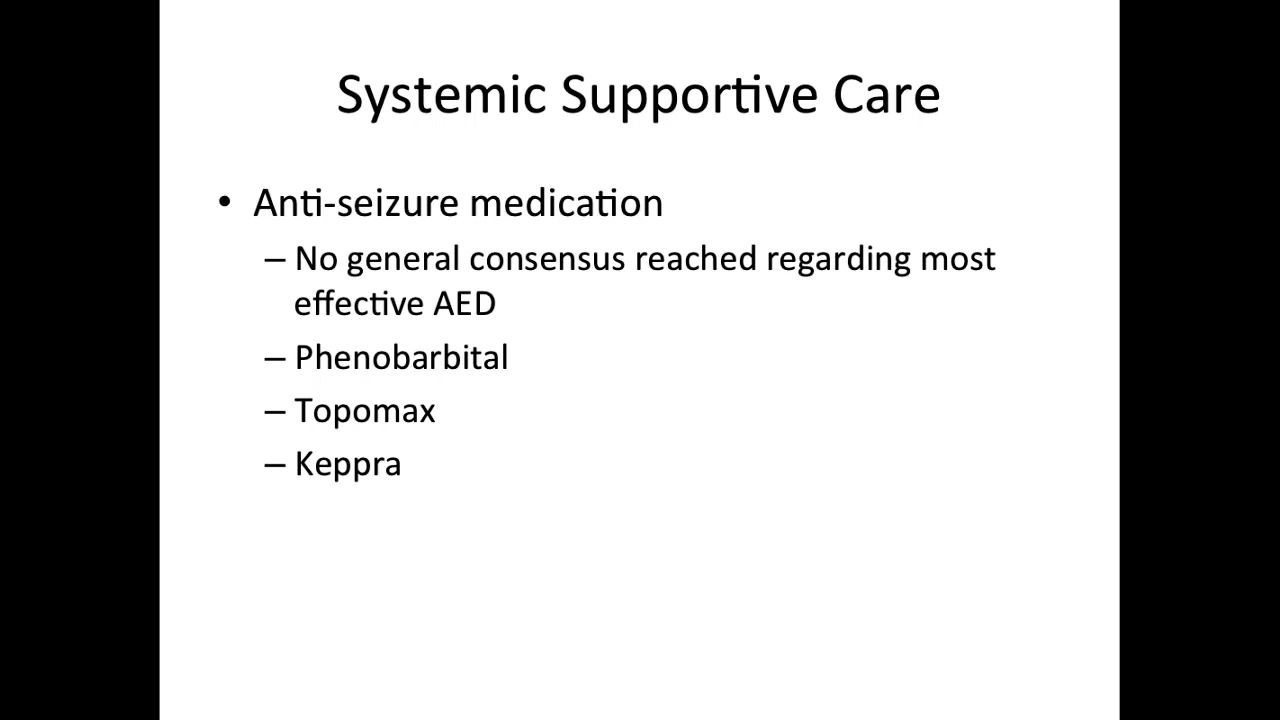 Systemic Supportive Care
• Anti-seizure medication
– No general consensus reached regarding most
effective AED
– Phenobarbital
– Topomax
– Keppra